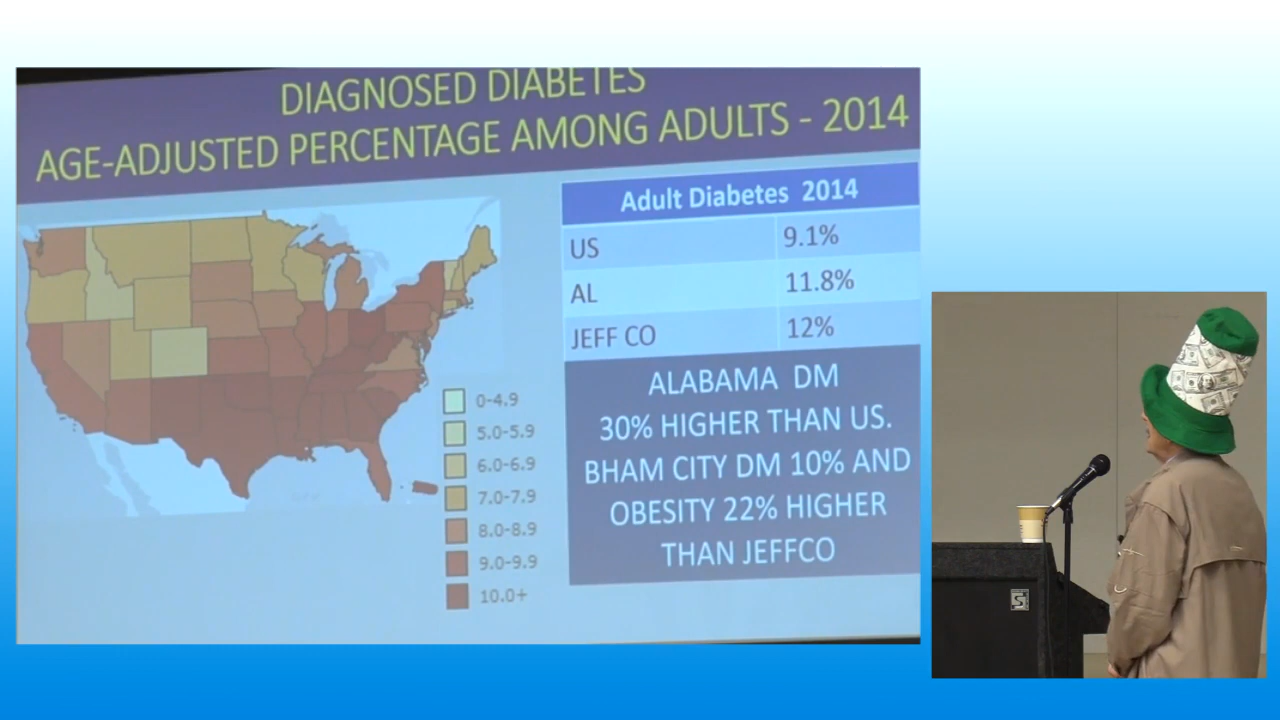 DIAGNOSED DIABETES
AGE-ADJUSTED PERCENTAGE AMONG ADULTS - 2014
Adult Diabetes 2014
US 9.1%
AL 11.8%
JEFF CO 12%
ALABAMA DM
30% HIGHER THAN US.
BHAM CITY DM 10% AND
OBESITY 22% HIGHER
THAN JEFFCO
0-4.9
5.0-5.9
6.0-6.9
7.0-7.9
8.0-8.9
9.0-9.9
10.0+